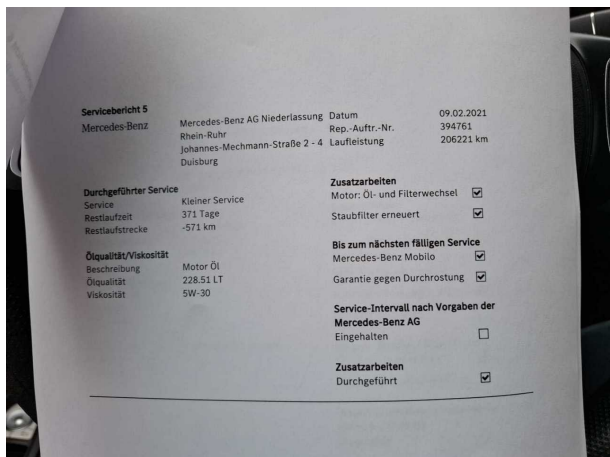 Servicebericht 5
Mercedes-Benz
Mercedes-Benz AG Niederlassung
Rhein-Ruhr
Johannes-Mechmann-Straße 2 - 4
Duisburg
Datum 09.02.2021
Rep.-Auftr.-Nr. 394761
Laufleistung 206221 km
Durchgeführter Service
Service Kleiner Service
Restlaufzeit 371 Tage
Restlaufstrecke -571 km
Ölqualität/Viskosität
Beschreibung Motor Öl
Ölqualität 228.51 LT
Viskosität 5W-30
Zusatzarbeiten
Motor: Öl- und Filterwechsel
Staubfilter erneuert
Bis zum nächsten fälligen Service
Mercedes-Benz Mobilo
Garantie gegen Durchrostung
Service-Intervall nach Vorgaben der
Mercedes-Benz AG
Eingehalten
Zusatzarbeiten
Durchgeführt